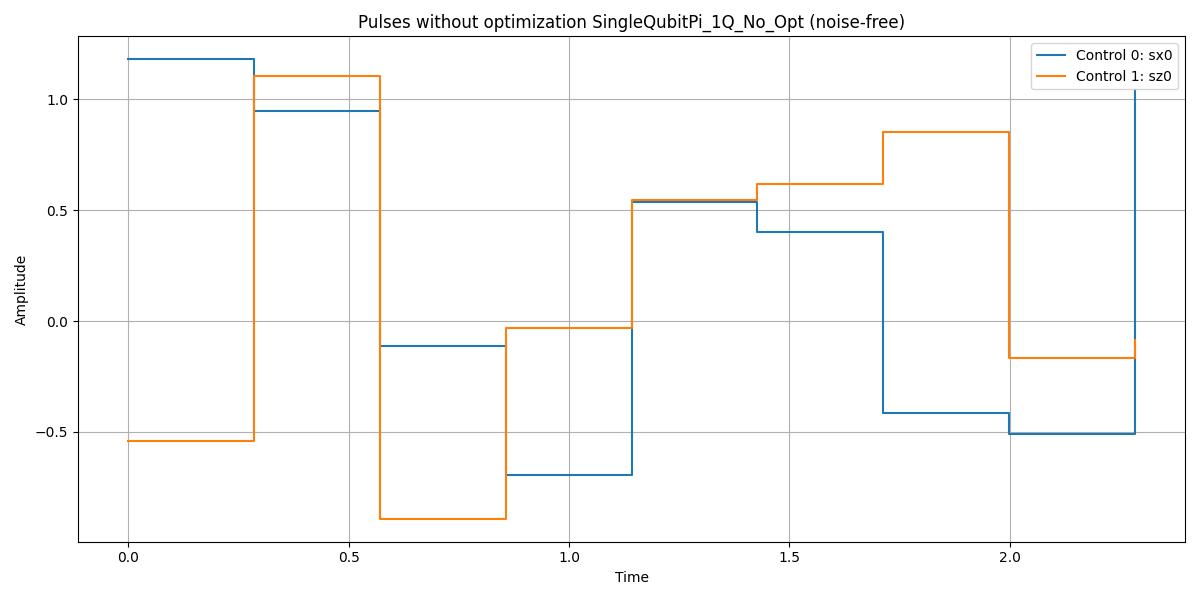 Pulses without optimization SingleQubitPi_1Q_No_Opt (noise-free)
Control 0: sx0
Control 1: sz0
Amplitude
1.0
0.5
0.0
−0.5
0.0
0.5
1.0
1.5
2.0
Time